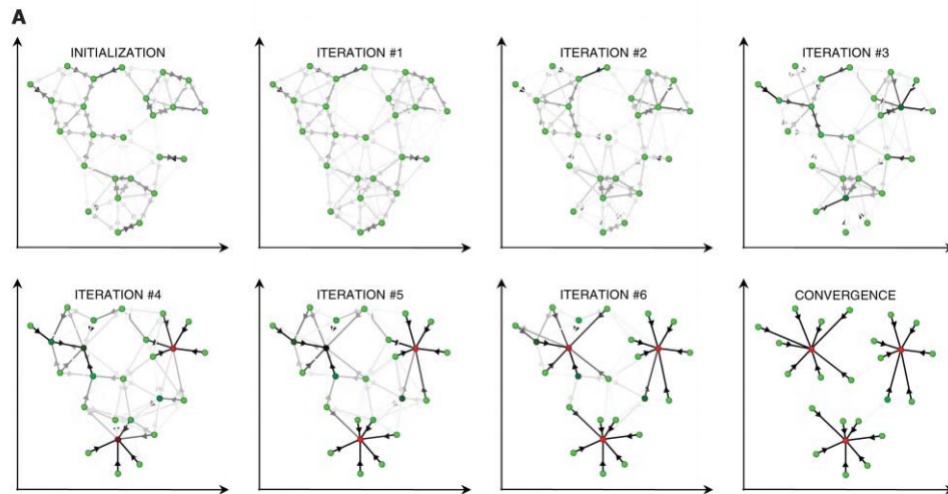 A
INITIALIZATION
ITERATION #1
ITERATION #2
ITERATION #3
ITERATION #4
ITERATION #5
ITERATION #6
CONVERGENCE